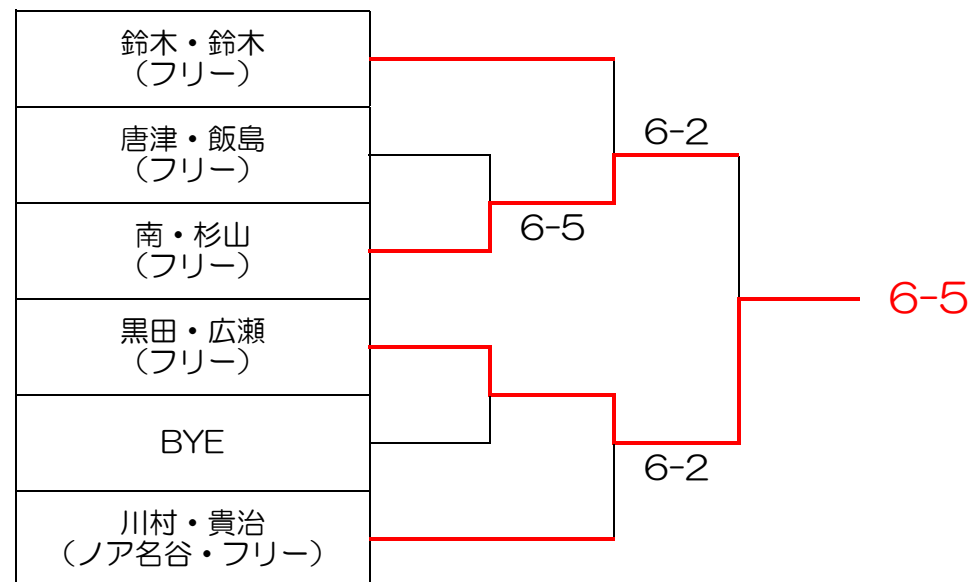 鈴木・鈴木
（フリー）
唐津・飯島
（フリー）
南・杉山
（フリー）
黒田・広瀬
（フリー）
BYE
川村・貴治
（ノア名谷・フリー）
6-2
6-5
6-5
6-2